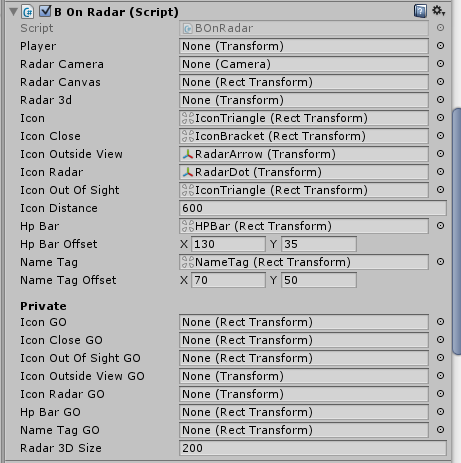 B On Radar (Script)
Script BOnRadar
Player None (Transform)
Radar Camera None (Camera)
Radar Canvas None (Rect Transform)
Radar 3d None (Transform)
Icon IconTriangle (Rect Transform)
Icon Close IconBracket (Rect Transform)
Icon Outside View RadarArrow (Transform)
Icon Radar RadarDot (Transform)
Icon Out Of Sight IconTriangle (Rect Transform)
Icon Distance 600
Hp Bar HPBar (Rect Transform)
Hp Bar Offset X 130 Y 35
Name Tag NameTag (Rect Transform)
Name Tag Offset X 70 Y 50
Private
Icon GO None (Rect Transform)
Icon Close GO None (Rect Transform)
Icon Out Of Sight GO None (Rect Transform)
Icon Outside View GO None (Transform)
Icon Radar GO None (Transform)
Hp Bar GO None (Rect Transform)
Name Tag GO None (Rect Transform)
Radar 3D Size 200